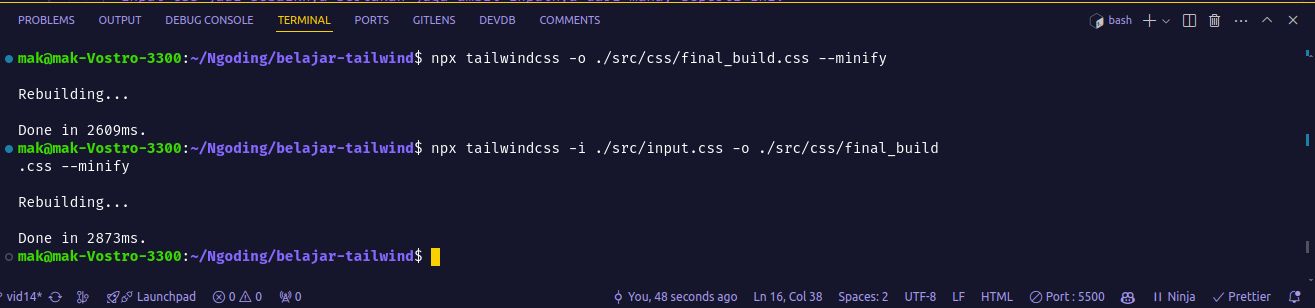 PROBLEMS OUTPUT DEBUG CONSOLE TERMINAL PORTS GITLENS DEVDB COMMENTS bash
mak@mak-Vostro-3300:~/Ngoding/belajar-tailwind$ npx tailwindcss -o ./src/css/final_build.css --minify
Rebuilding...
Done in 2609ms.
mak@mak-Vostro-3300:~/Ngoding/belajar-tailwind$ npx tailwindcss -i ./src/input.css -o ./src/css/final_build
.css --minify
Rebuilding...
Done in 2873ms.
mak@mak-Vostro-3300:~/Ngoding/belajar-tailwind$
vid14* Launchpad 0 0 0 You, 48 seconds ago Ln 16, Col 38 Spaces: 2 UTF-8 LF HTML Port : 5500 Ninja Prettier